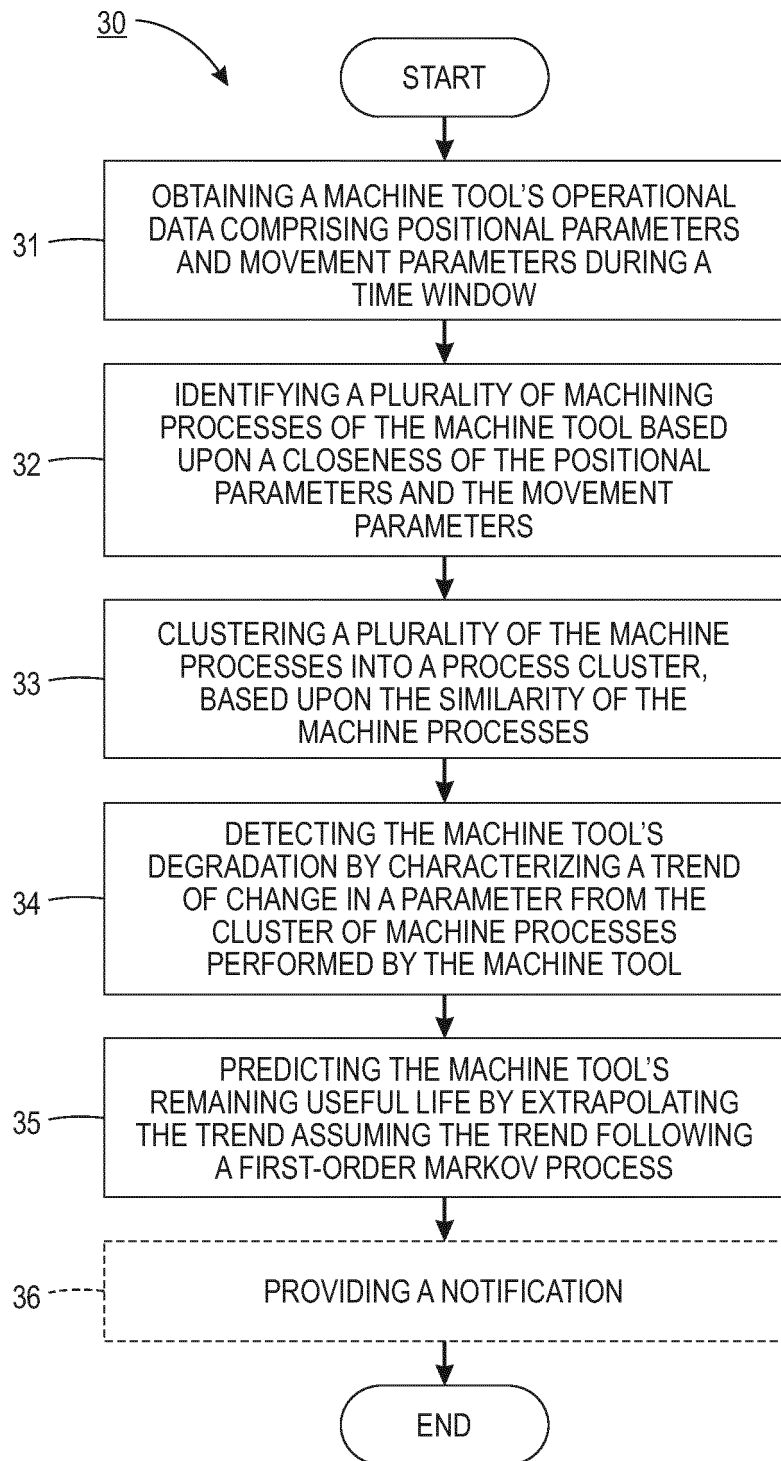 30
START
31
OBTAINING A MACHINE TOOL'S OPERATIONAL
DATA COMPRISING POSITIONAL PARAMETERS
AND MOVEMENT PARAMETERS DURING A
TIME WINDOW
32
IDENTIFYING A PLURALITY OF MACHINING
PROCESSES OF THE MACHINE TOOL BASED
UPON A CLOSENESS OF THE POSITIONAL
PARAMETERS AND THE MOVEMENT
PARAMETERS
33
CLUSTERING A PLURALITY OF THE MACHINE
PROCESSES INTO A PROCESS CLUSTER,
BASED UPON THE SIMILARITY OF THE
MACHINE PROCESSES
34
DETECTING THE MACHINE TOOL'S
DEGRADATION BY CHARACTERIZING A TREND
OF CHANGE IN A PARAMETER FROM THE
CLUSTER OF MACHINE PROCESSES
PERFORMED BY THE MACHINE TOOL
35
PREDICTING THE MACHINE TOOL'S
REMAINING USEFUL LIFE BY EXTRAPOLATING
THE TREND ASSUMING THE TREND FOLLOWING
A FIRST-ORDER MARKOV PROCESS
36
PROVIDING A NOTIFICATION
END